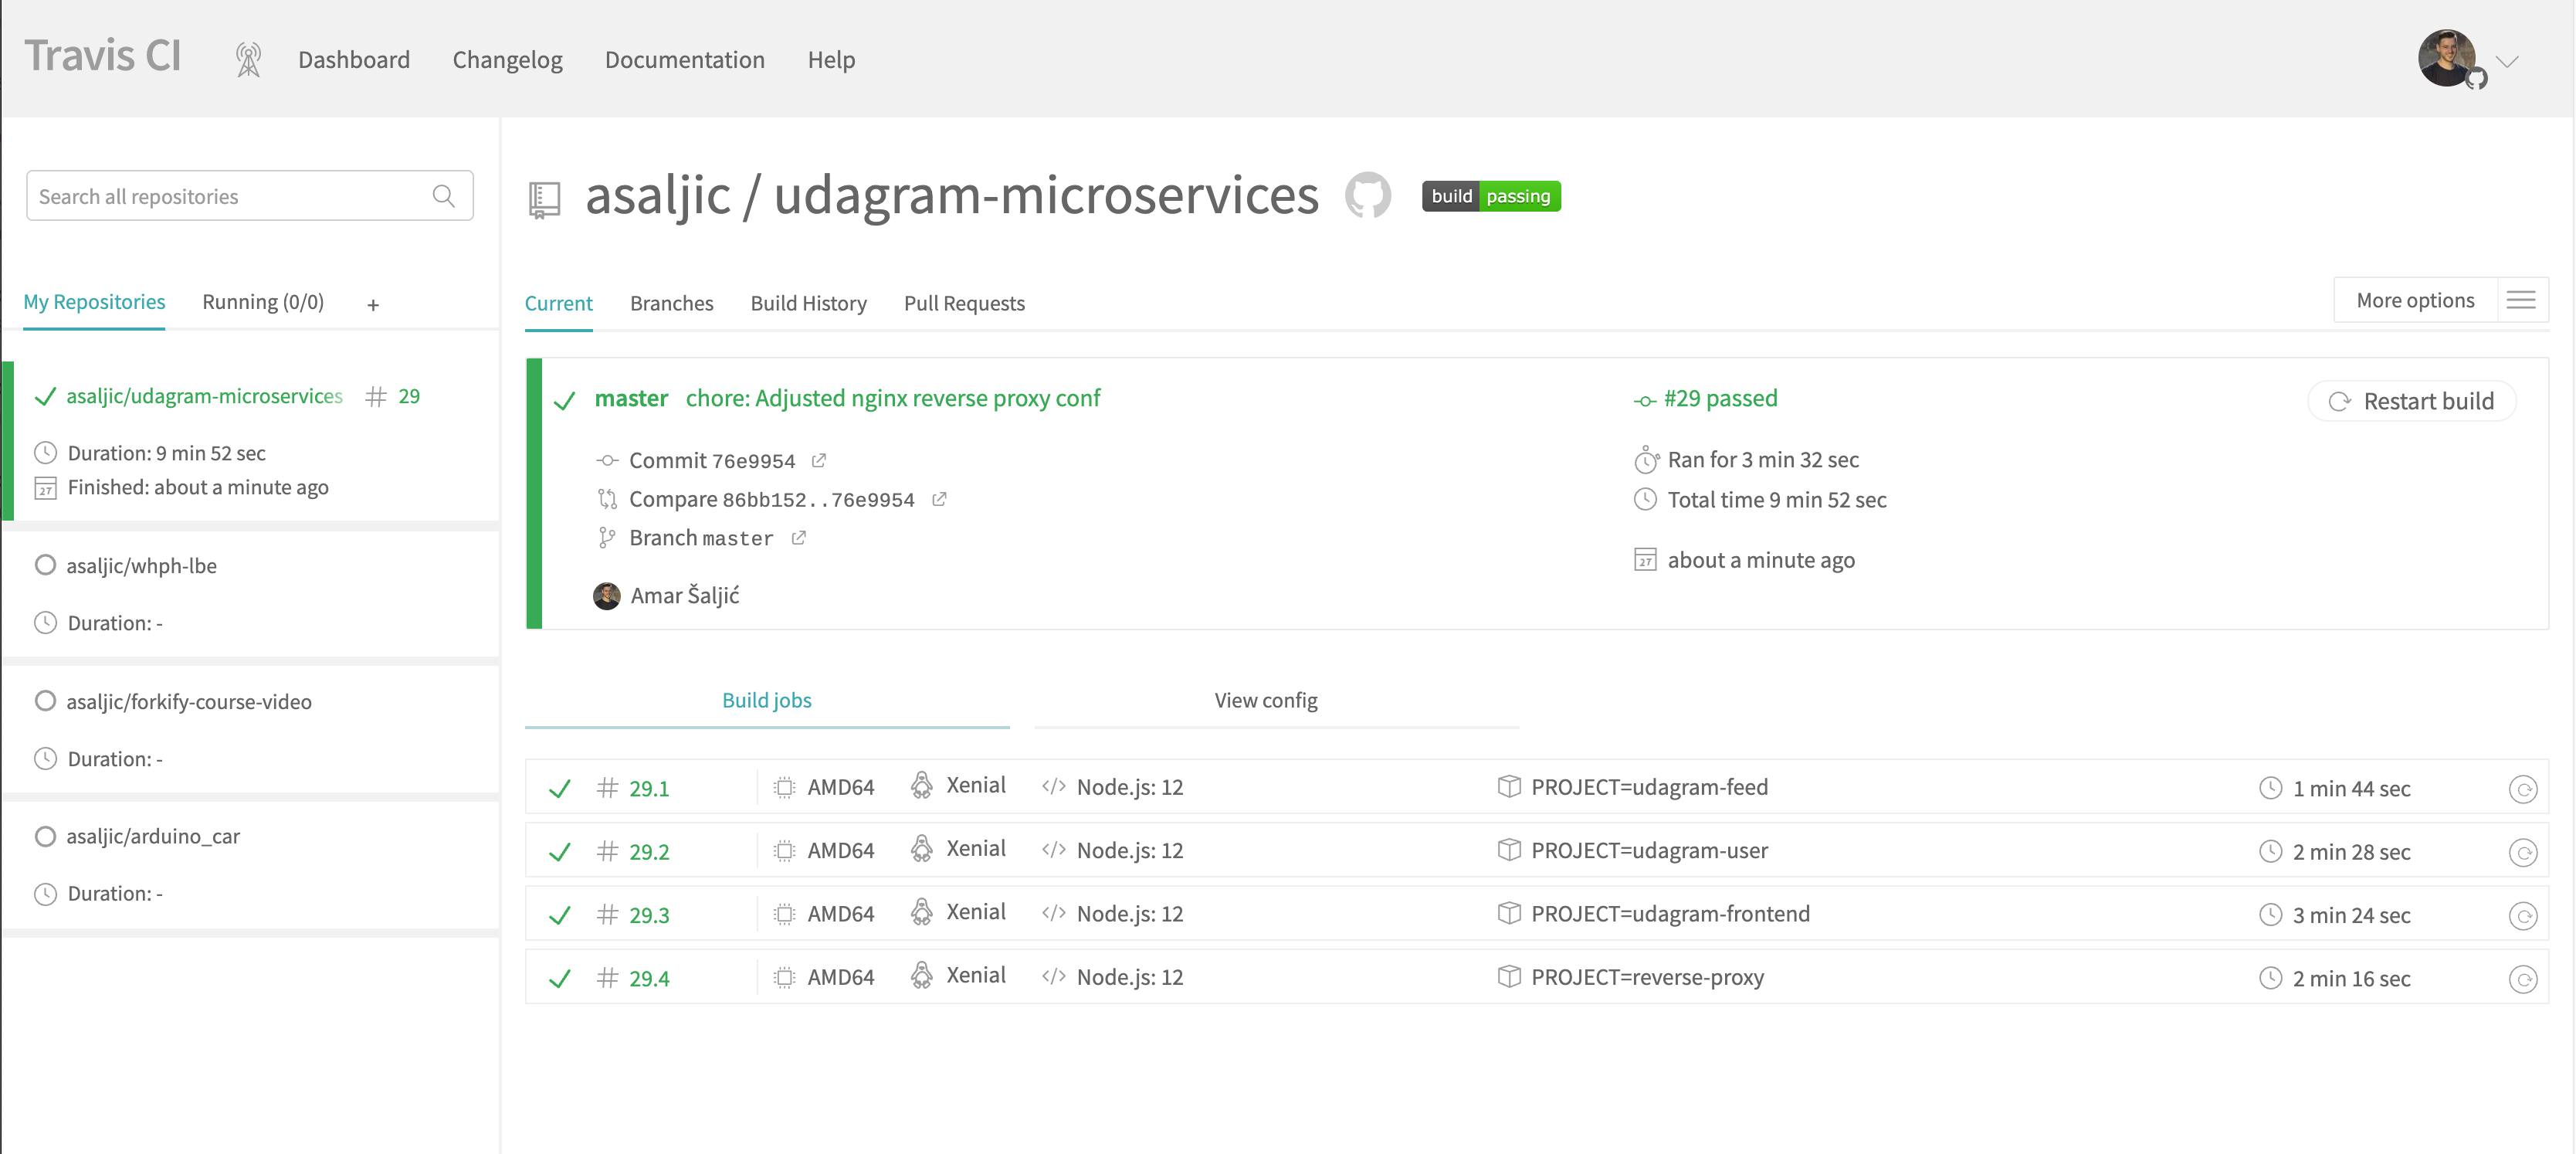 Travis CI
Dashboard
Changelog
Documentation
Help
Search all repositories
My Repositories
Running (0/0)
+
asaljic/udagram-microservices # 29
Duration: 9 min 52 sec
27 Finished: about a minute ago
asaljic/whph-lbe
Duration: -
asaljic/forkify-course-video
Duration: -
asaljic/arduino_car
Duration: -
asaljic / udagram-microservices
build passing
Current
Branches
Build History
Pull Requests
More options
master chore: Adjusted nginx reverse proxy conf
Commit 76e9954
Compare 86bb152..76e9954
Branch master
Amar Šaljić
#29 passed
Ran for 3 min 32 sec
Total time 9 min 52 sec
27 about a minute ago
Restart build
Build jobs
View config
# 29.1 AMD64 Xenial </> Node.js: 12 PROJECT=udagram-feed 1 min 44 sec
# 29.2 AMD64 Xenial </> Node.js: 12 PROJECT=udagram-user 2 min 28 sec
# 29.3 AMD64 Xenial </> Node.js: 12 PROJECT=udagram-frontend 3 min 24 sec
# 29.4 AMD64 Xenial </> Node.js: 12 PROJECT=reverse-proxy 2 min 16 sec